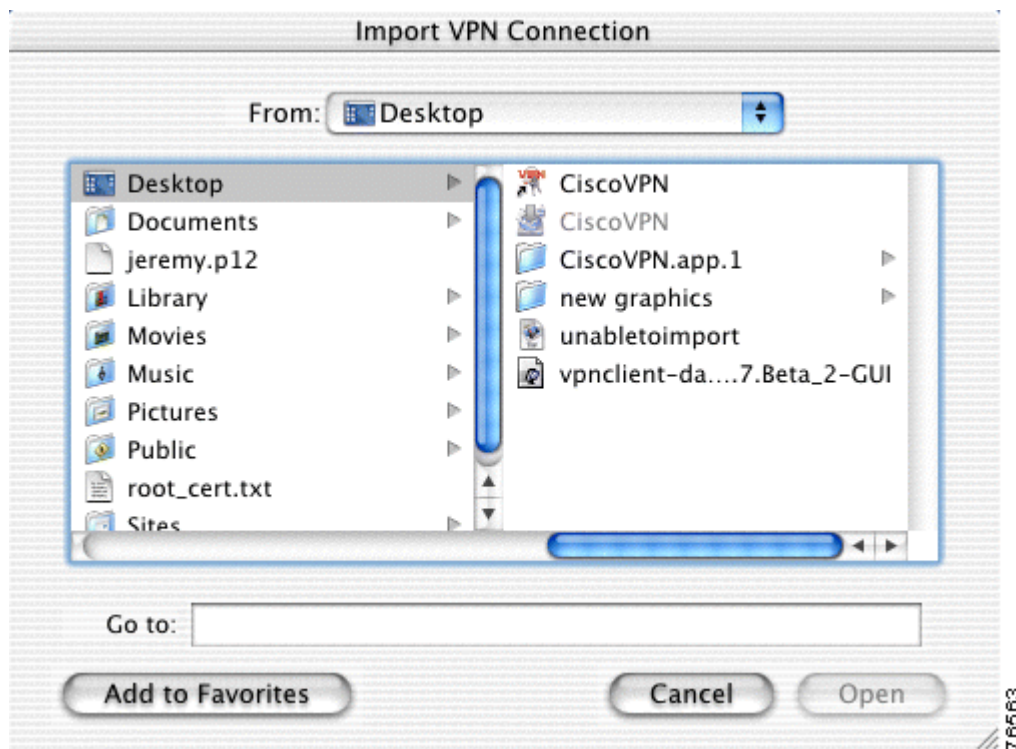 Import VPN Connection
From: Desktop
Desktop
Documents
jeremy.p12
Library
Movies
Music
Pictures
Public
root_cert.txt
Sites
VPN CiscoVPN
CiscoVPN
CiscoVPN.app.1
new graphics
unabletoimport
vpnclient-da....7.Beta_2-GUI
Go to:
Add to Favorites
Cancel
Open
76563